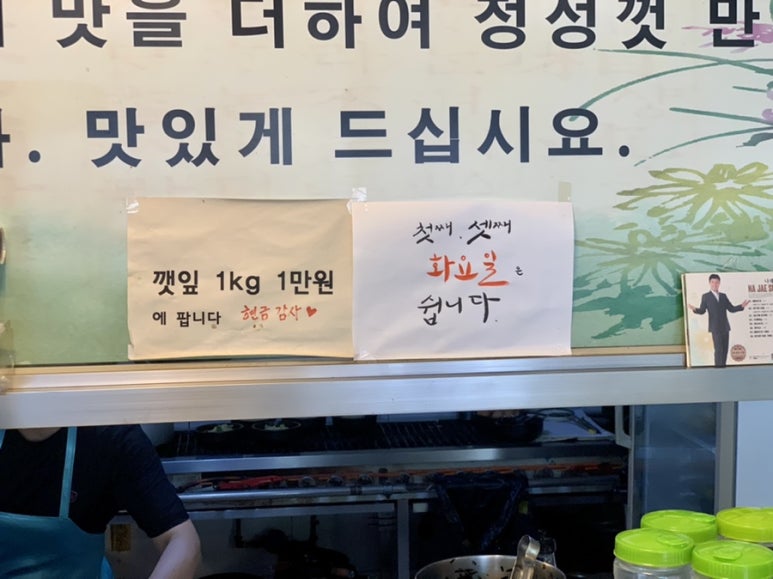 맛을 더하여 정성껏 만
. 맛있게 드십시요.
깻잎 1kg 1만원
에 팝니다 현금 감사♥
첫째, 셋째
화요일은
쉽니다.